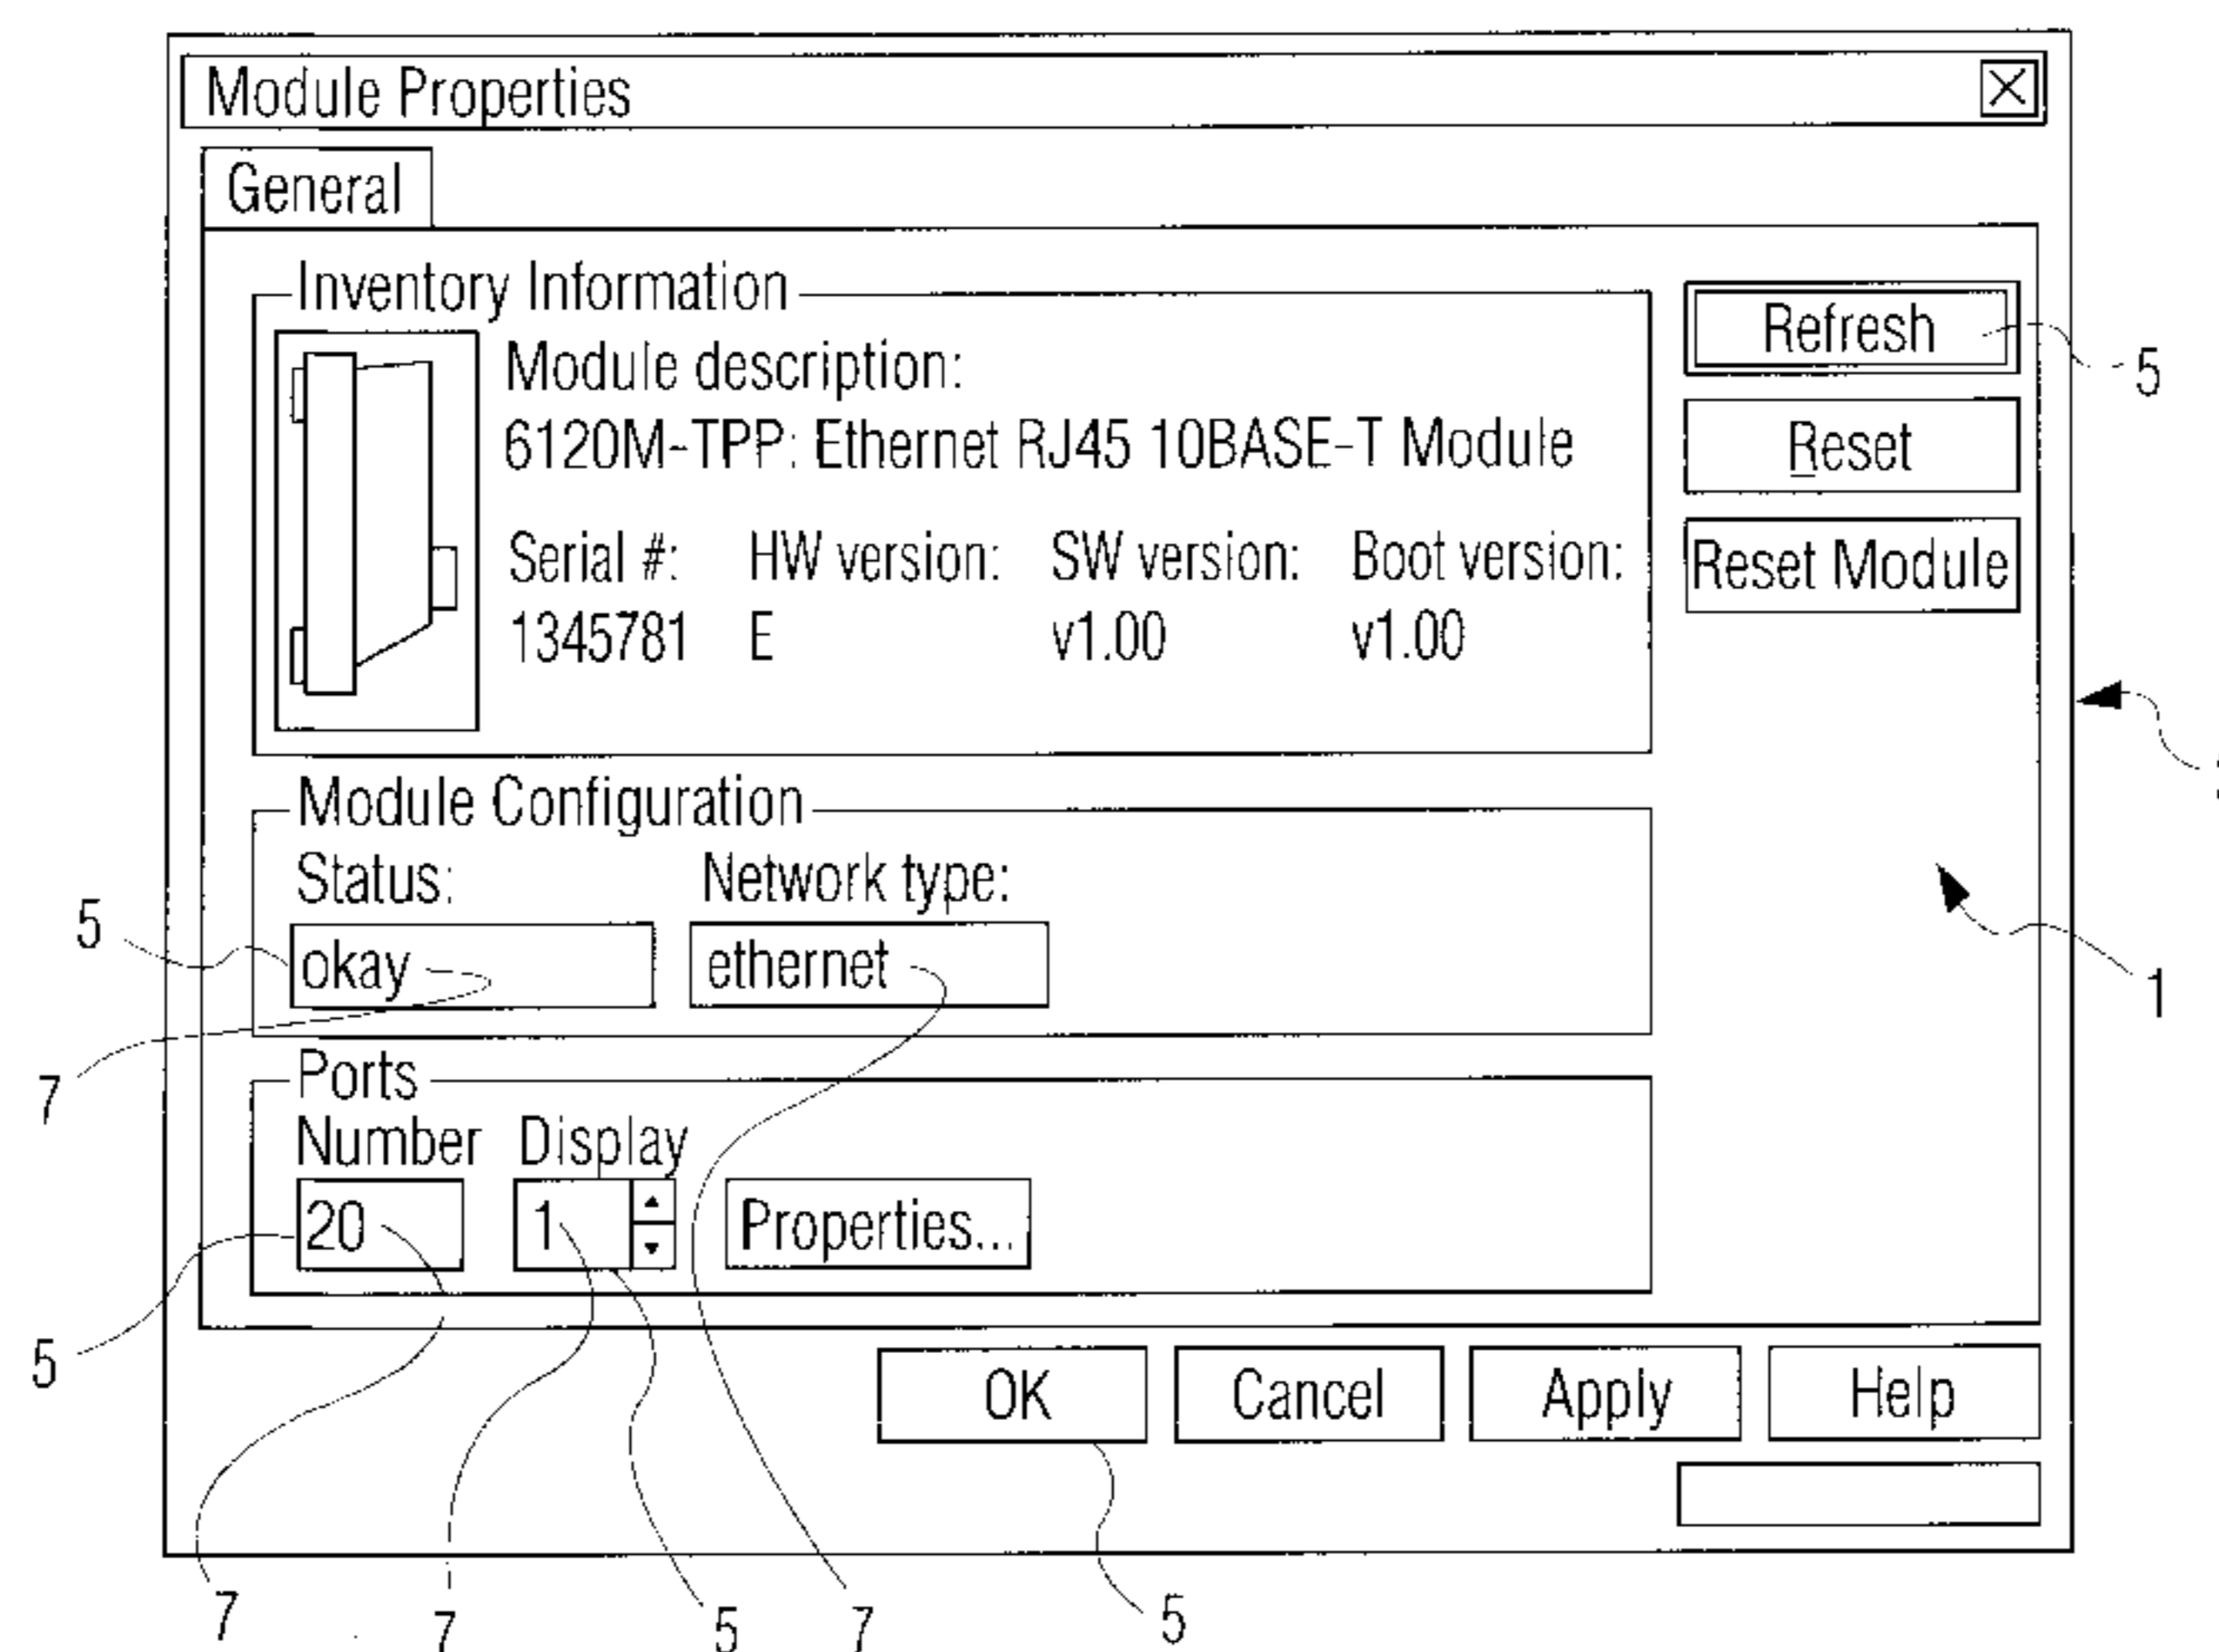 Module Properties
General
Inventory Information
Refresh
5
Module description:
6120M-TPP: Ethernet RJ45 10BASE-T Module
Reset
Serial #: HW version: SW version: Boot version:
Reset Module
1345781 E v1.00 v1.00
Module Configuration
Status: Network type:
5
okay ethernet
1
7
Ports
Number Display
20 1 Properties...
5
OK Cancel Apply Help
7 7 5 7 5